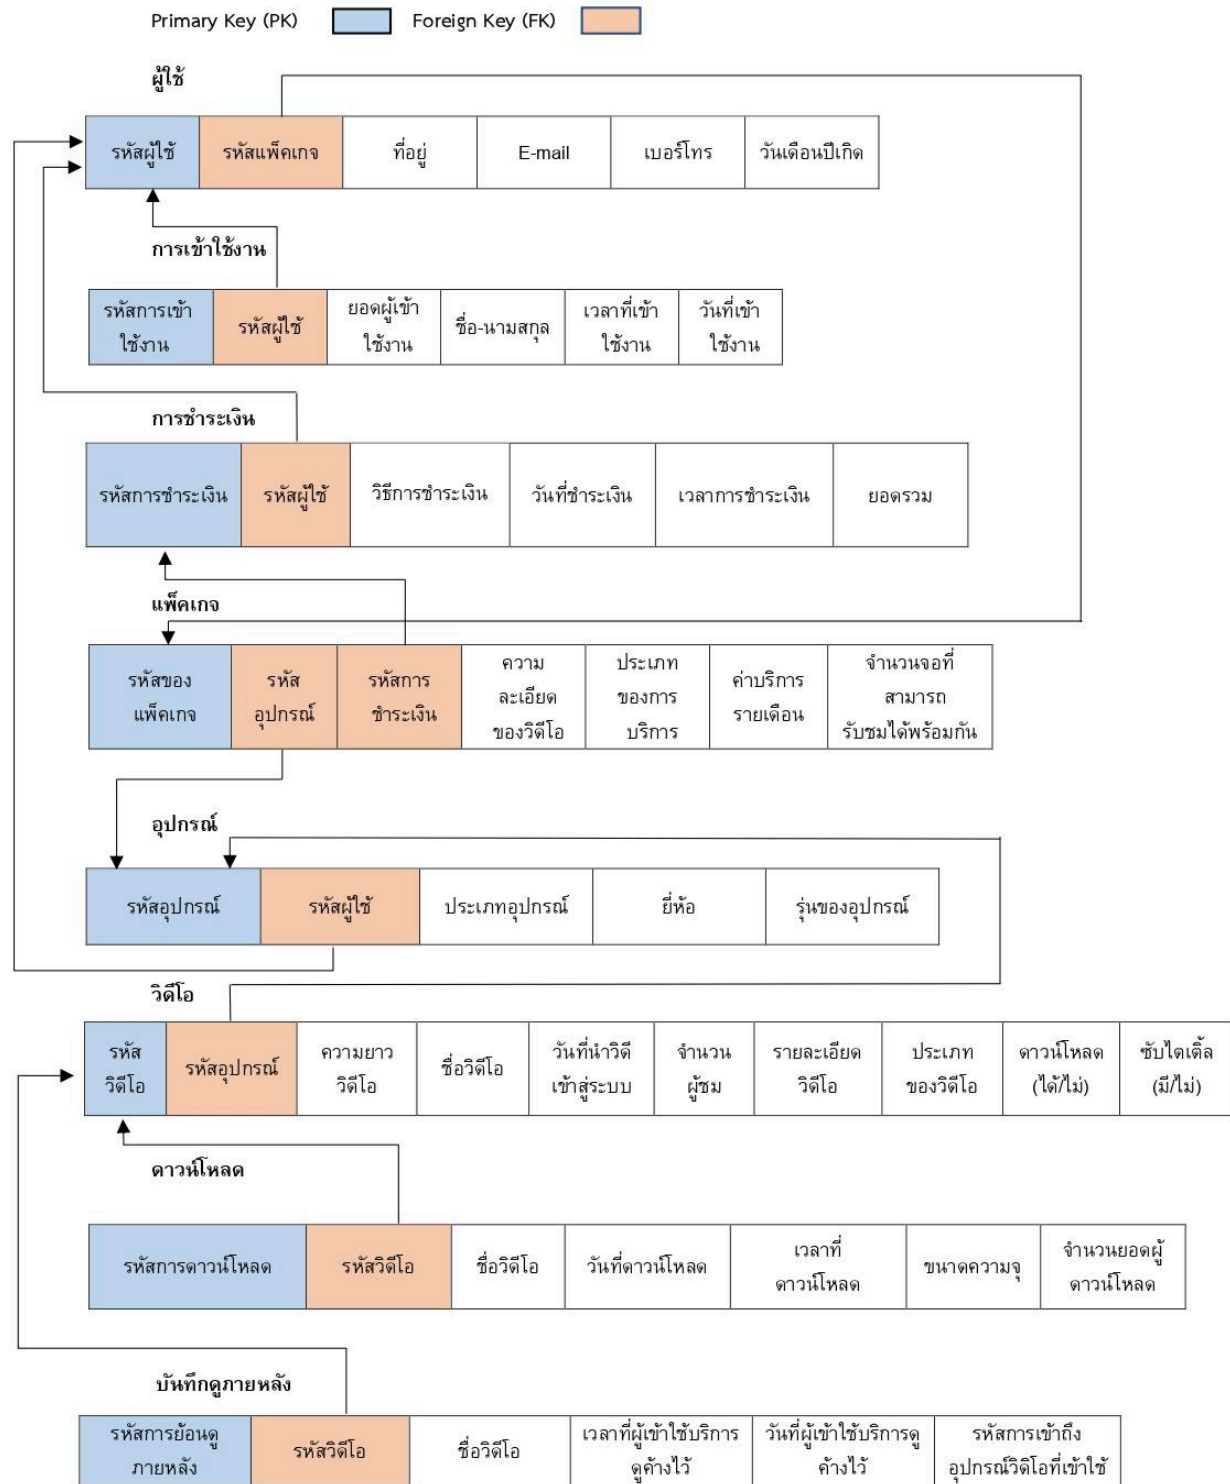 Primary Key (PK) Foreign Key (FK)
ผู้ใช้
รหัสผู้ใช้ รหัสแพ็คเกจ ที่อยู่ E-mail เบอร์โทร วันเดือนปีเกิด
การเข้าใช้งาน
รหัสการเข้า
ใช้งาน
รหัสผู้ใช้
ยอดผู้เข้า
ใช้งาน
ชื่อ-นามสกุล
เวลาที่เข้า
ใช้งาน
วันที่เข้า
ใช้งาน
การชำระเงิน
รหัสการชำระเงิน รหัสผู้ใช้ วิธีการชำระเงิน วันที่ชำระเงิน เวลาการชำระเงิน ยอดรวม
แพ็คเกจ
รหัสของ
แพ็คเกจ
รหัส
อุปกรณ์
รหัสการ
ชำระเงิน
ความ
ละเอียด
ของวิดีโอ
ประเภท
ของการ
บริการ
ค่าบริการ
รายเดือน
จำนวนจอที่
สามารถ
รับชมได้พร้อมกัน
อุปกรณ์
รหัสอุปกรณ์ รหัสผู้ใช้ ประเภทอุปกรณ์ ยี่ห้อ รุ่นของอุปกรณ์
วิดีโอ
รหัส
วิดีโอ
รหัสอุปกรณ์
ความยาว
วิดีโอ
ชื่อวิดีโอ
วันที่นำวิดี
เข้าสู่ระบบ
จำนวน
ผู้ชม
รายละเอียด
วิดีโอ
ประเภท
ของวิดีโอ
ดาวน์โหลด
(ได้/ไม่)
ซับไตเติ้ล
(มี/ไม่)
ดาวน์โหลด
รหัสการดาวน์โหลด รหัสวิดีโอ ชื่อวิดีโอ วันที่ดาวน์โหลด
เวลาที่
ดาวน์โหลด
ขนาดความจุ
จำนวนยอดผู้
ดาวน์โหลด
บันทึกดูภายหลัง
รหัสการย้อนดู
ภายหลัง
รหัสวิดีโอ
ชื่อวิดีโอ
เวลาที่ผู้เข้าใช้บริการ
ดูค้างไว้
วันที่ผู้เข้าใช้บริการดู
ค้างไว้
รหัสการเข้าถึง
อุปกรณ์วิดิโอที่เข้าใช้